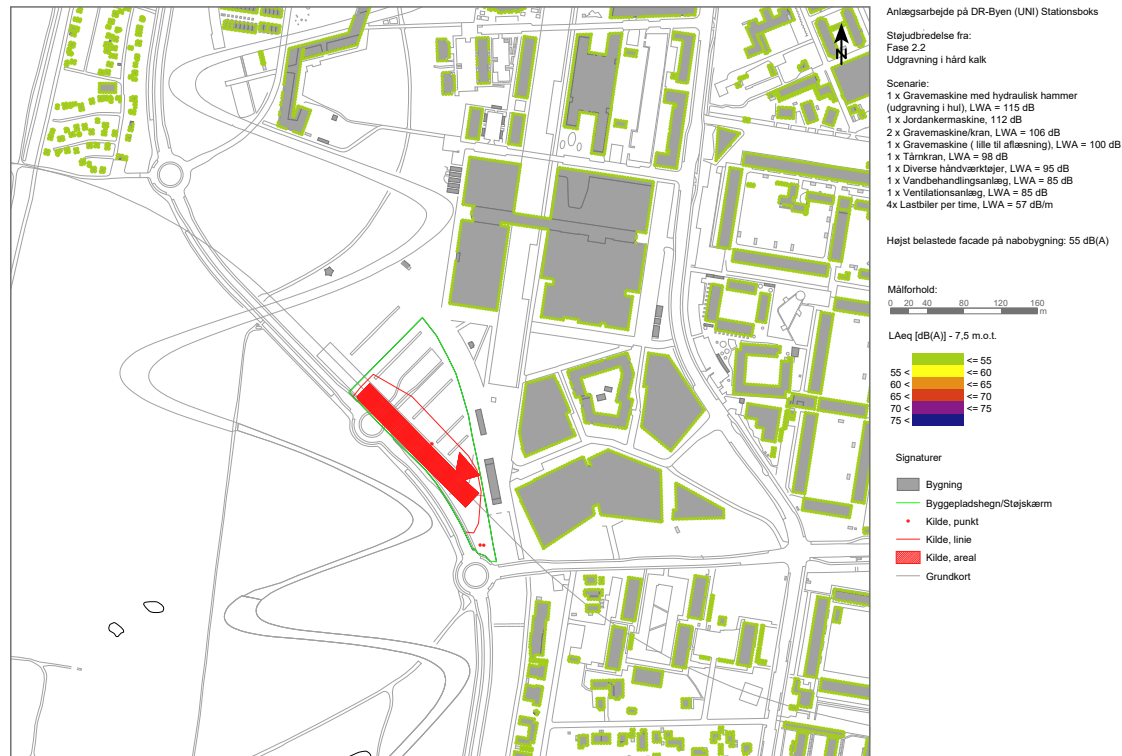 Anlægsarbejde på DR-Byen (UNI) Stationsboks
Støjudbredelse fra:
Fase 2.2
Udgravning i hård kalk
N
Scenarie:
1 x Gravemaskine med hydraulisk hammer
(udgravning i hul), LWA = 115 dB
1 x Jordankermaskine, 112 dB
2 x Gravemaskine/kran, LWA = 106 dB
1 x Gravemaskine ( lille til aflæsning), LWA = 100 dB
1 x Tårnkran, LWA = 98 dB
1 x Diverse håndværktøjer, LWA = 95 dB
1 x Vandbehandlingsanlæg, LWA = 85 dB
1 x Ventilationsanlæg, LWA = 85 dB
4x Lastbiler per time, LWA = 57 dB/m
Højst belastede facade på nabobygning: 55 dB(A)
Målforhold:
0 20 40 80 120 160
m
LAeq [dB(A)] - 7,5 m.o.t.
<= 55
55 < <= 60
60 < <= 65
65 < <= 70
70 < <= 75
75 <
Signaturer
Bygning
Byggepladshegn/Støjskærm
Kilde, punkt
Kilde, linie
Kilde, areal
Grundkort